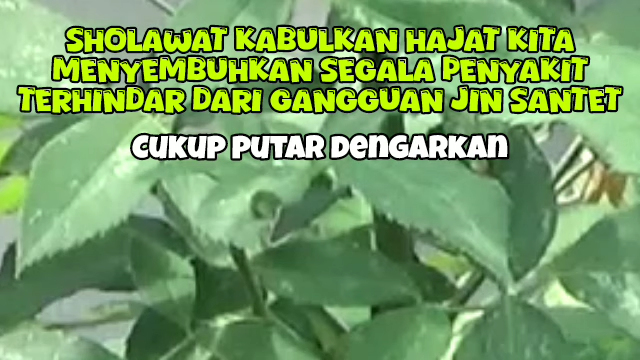 SHOLAWAT KABULKAN HAJAT KITA
MENYEMBUHKAN SEGALA PENYAKIT
TERHINDAR DARI GANGGUAN JIN SANTET
CUKUP PUTAR DENGARKAN